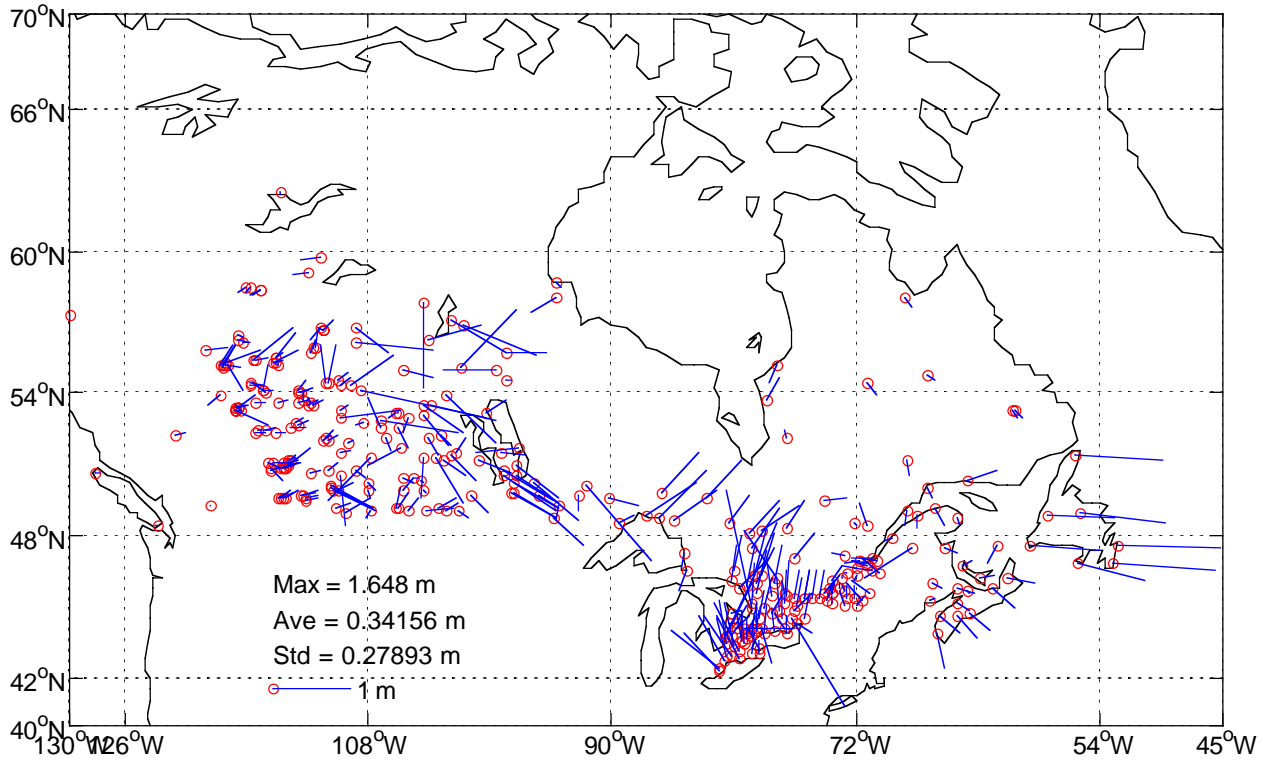 70°N
66°N
60°N
54°N
48°N
Max = 1.648 m
Ave = 0.34156 m
Std = 0.27893 m
1 m
42°N
40°N
130°W 126°W 108°W 90°W 72°W 54°W 45°W